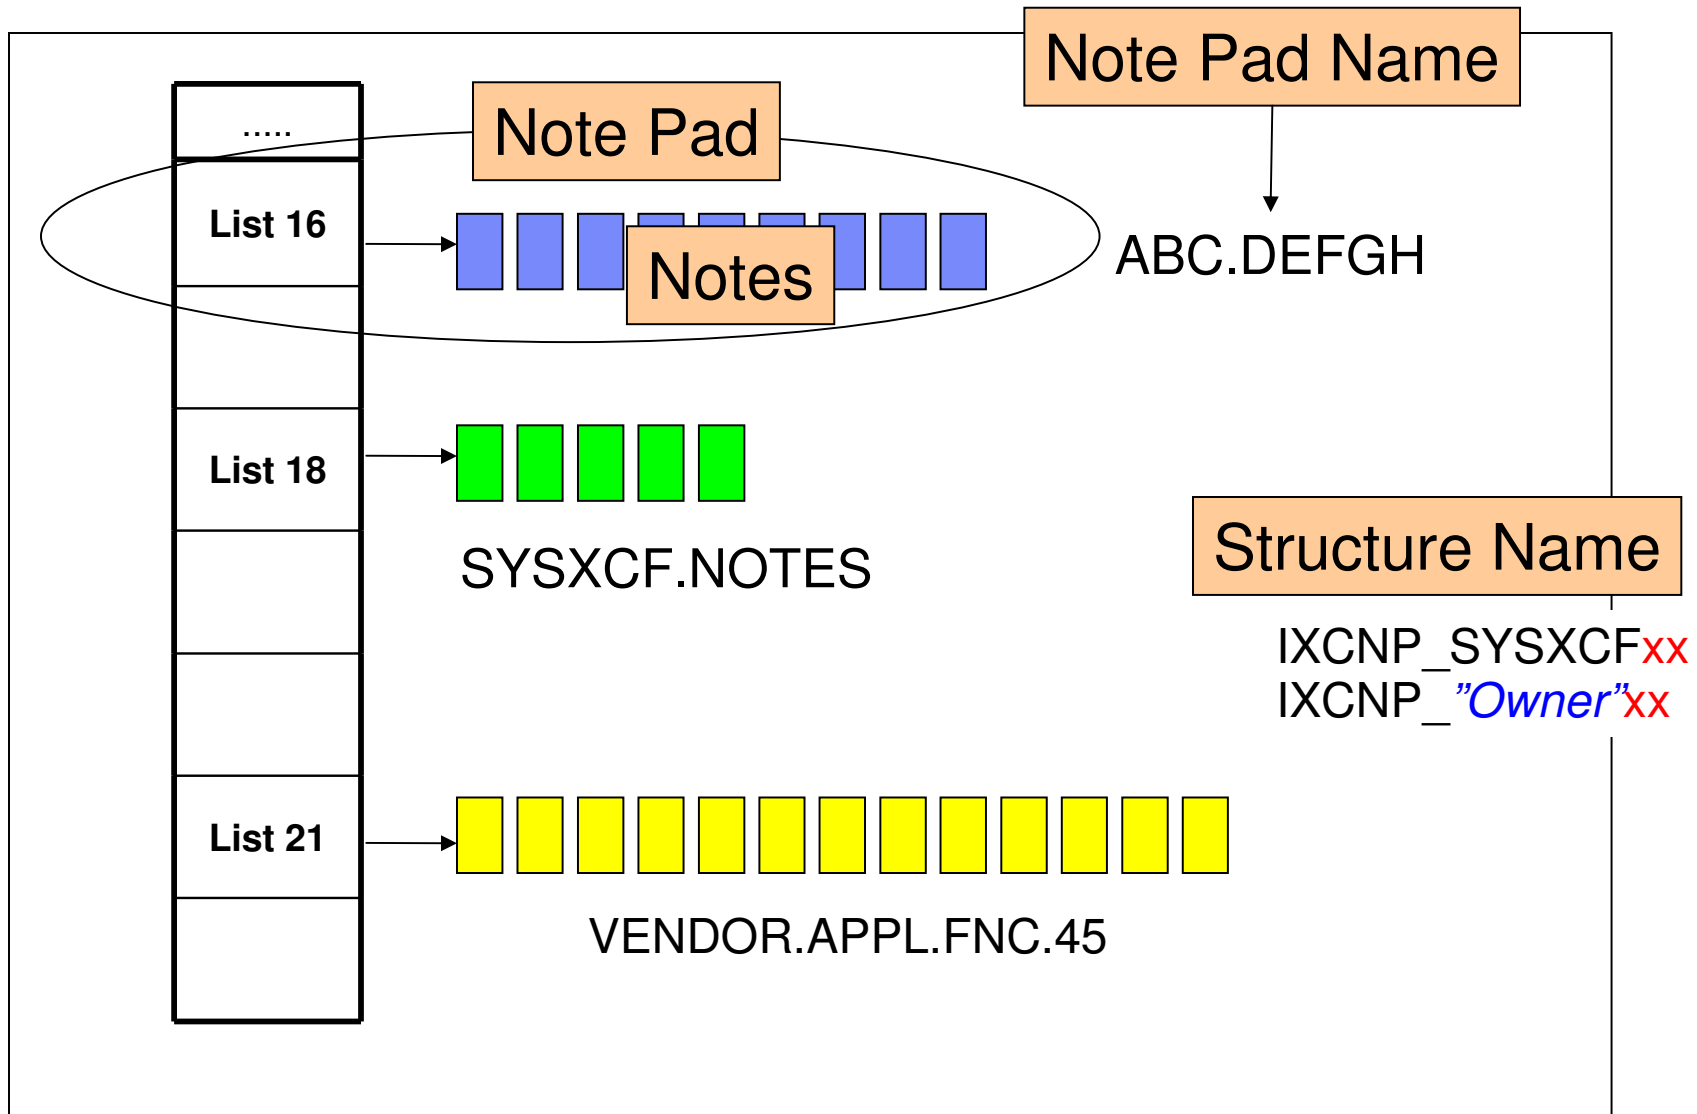 Note Pad Name
.....
Note Pad
List 16
Notes
ABC.DEFGH
List 18
SYSXCF.NOTES
Structure Name
IXCNP_SYSXCFxx
IXCNP_”Owner”xx
List 21
VENDOR.APPL.FNC.45